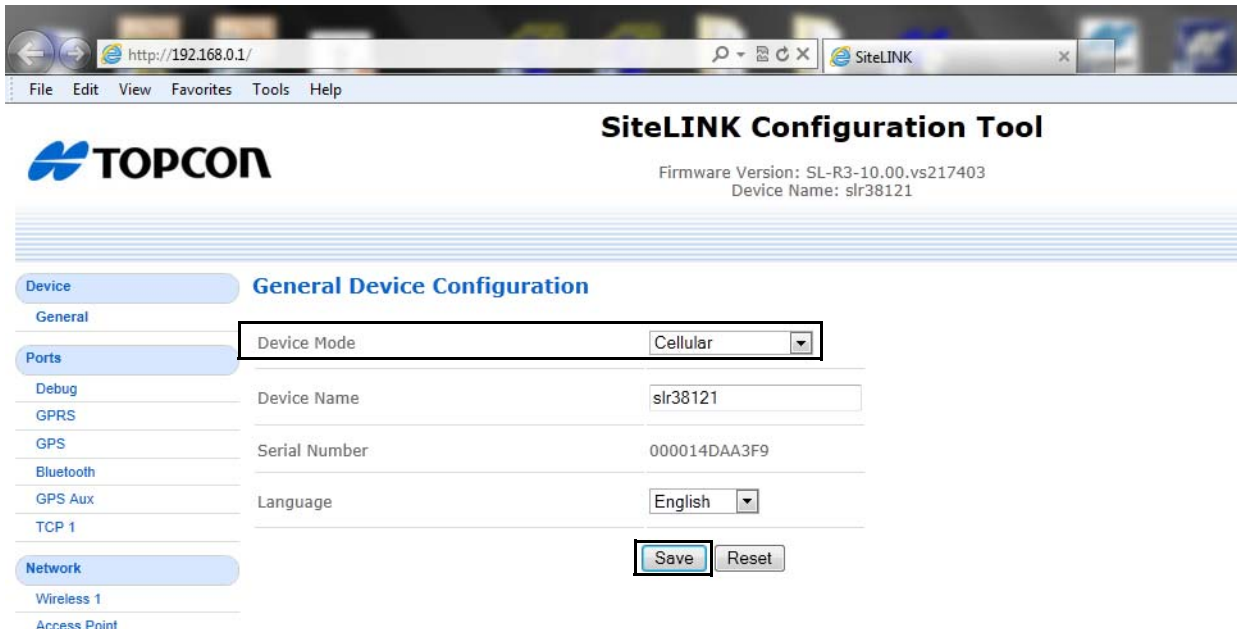 http://192.168.0.1/
SiteLINK
File Edit View Favorites Tools Help
TOPCON
SiteLINK Configuration Tool
Firmware Version: SL-R3-10.00.vs217403
Device Name: slr38121
Device
General
Ports
Debug
GPRS
GPS
Bluetooth
GPS Aux
TCP 1
Network
Wireless 1
Access Point
General Device Configuration
Device Mode Cellular
Device Name slr38121
Serial Number 000014DAA3F9
Language English
Save Reset